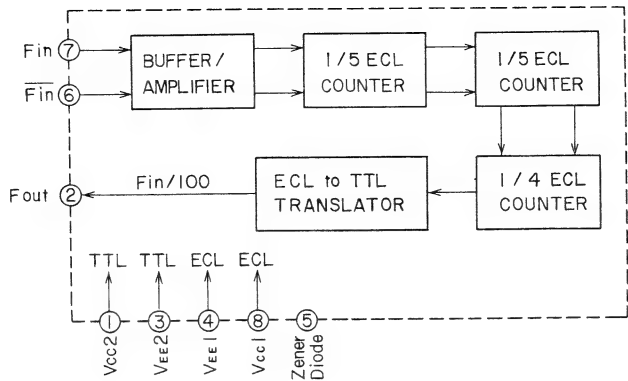 Fin ⑦
BUFFER/
AMPLIFIER
1/5 ECL
COUNTER
1/5 ECL
COUNTER
Fin ⑥
Fout ②
Fin/100
ECL to TTL
TRANSLATOR
1/4 ECL
COUNTER
TTL TTL ECL ECL
① ③ ④ ⑧ ⑤
Vcc2
VEE2
VEE1
Vcc1
Zener
Diode